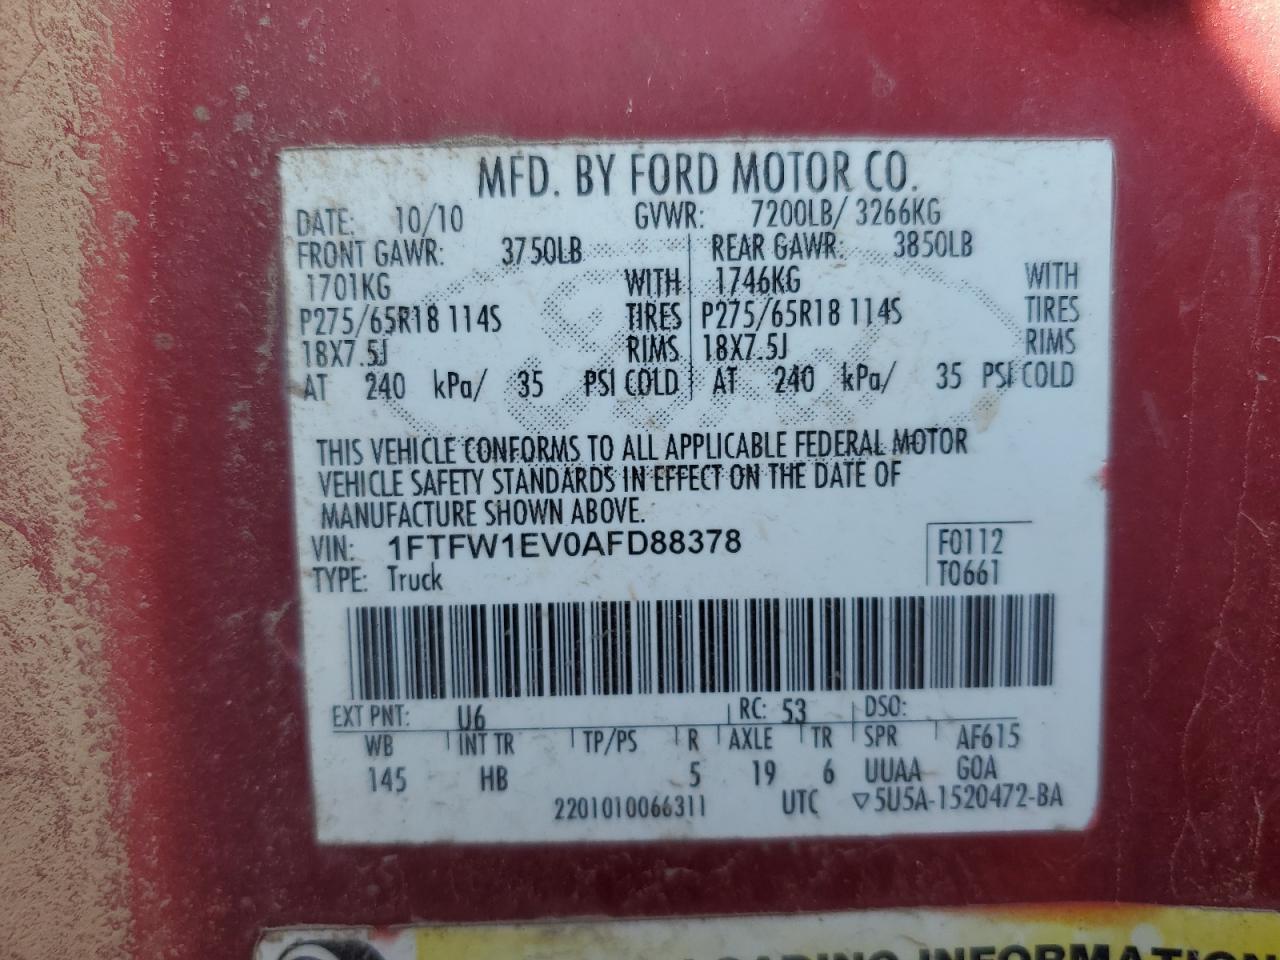 MFD. BY FORD MOTOR CO.
DATE: 10/10 GVWR: 7200LB/ 3266KG
FRONT GAWR: 3750LB REAR GAWR: 3850LB
1701KG WITH 1746KG WITH
P275/65R18 114S TIRES P275/65R18 114S TIRES
18X7.5J RIMS 18X7.5J RIMS
AT 240 kPa/ 35 PSI COLD AT 240 kPa/ 35 PSI COLD
THIS VEHICLE CONFORMS TO ALL APPLICABLE FEDERAL MOTOR
VEHICLE SAFETY STANDARDS IN EFFECT ON THE DATE OF
MANUFACTURE SHOWN ABOVE.
VIN: 1FTFW1EV0AFD88378 F0112
TYPE: Truck T0661
EXT PNT: U6 RC: 53 DSO:
WB INT TR TP/PS R AXLE TR SPR AF615
145 HB 5 19 6 UUAA GOA
2201010066311 UTC ▽5U5A-1520472-BA
LOADING INFORMATION